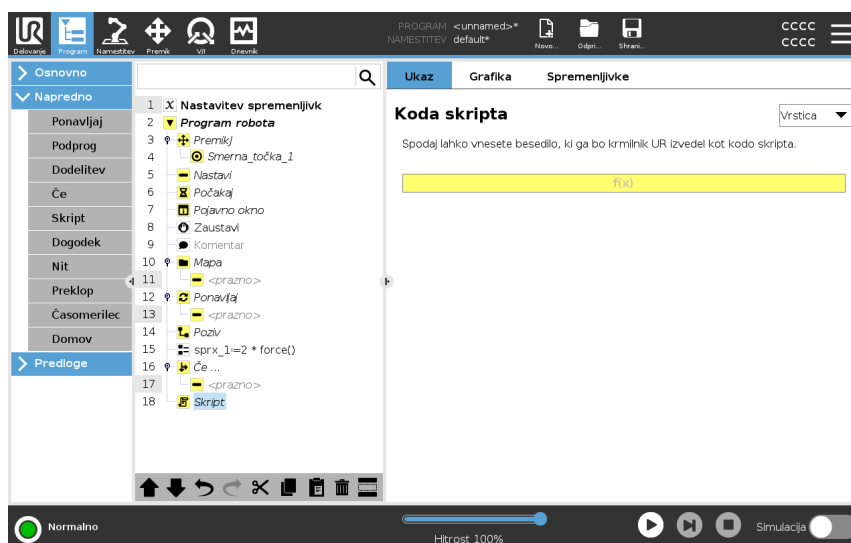 UR
Delovanje
Program
Namestitev
Premik
V/I
Dnevnik
PROGRAM <unnamed>*
NAMESTITEV default*
Novo...
Odpri...
Shrani...
cccc
cccc
Osnovno
Napredno
Ponavljaj
Podprog
Dodelitev
Če
Skript
Dogodek
Nit
Preklop
Časomerilec
Domov
Predloge
1 X Nastavitev spremenljivk
2 Program robota
3 PremikJ
4 Smerna_točka_1
5 Nastavi
6 Počakaj
7 Pojavno okno
8 Zaustavi
9 Komentar
10 Mapa
11 <prazno>
12 Ponavljaj
13 <prazno>
14 Poziv
15 sprx_1≔2 * force()
16 Če ...
17 <prazno>
18 Skript
Ukaz Grafika Spremenljivke
Koda skripta
Vrstica
Spodaj lahko vnesete besedilo, ki ga bo krmilnik UR izvedel kot kodo skripta.
f(x)
Normalno
Hitrost 100%
Simulacija